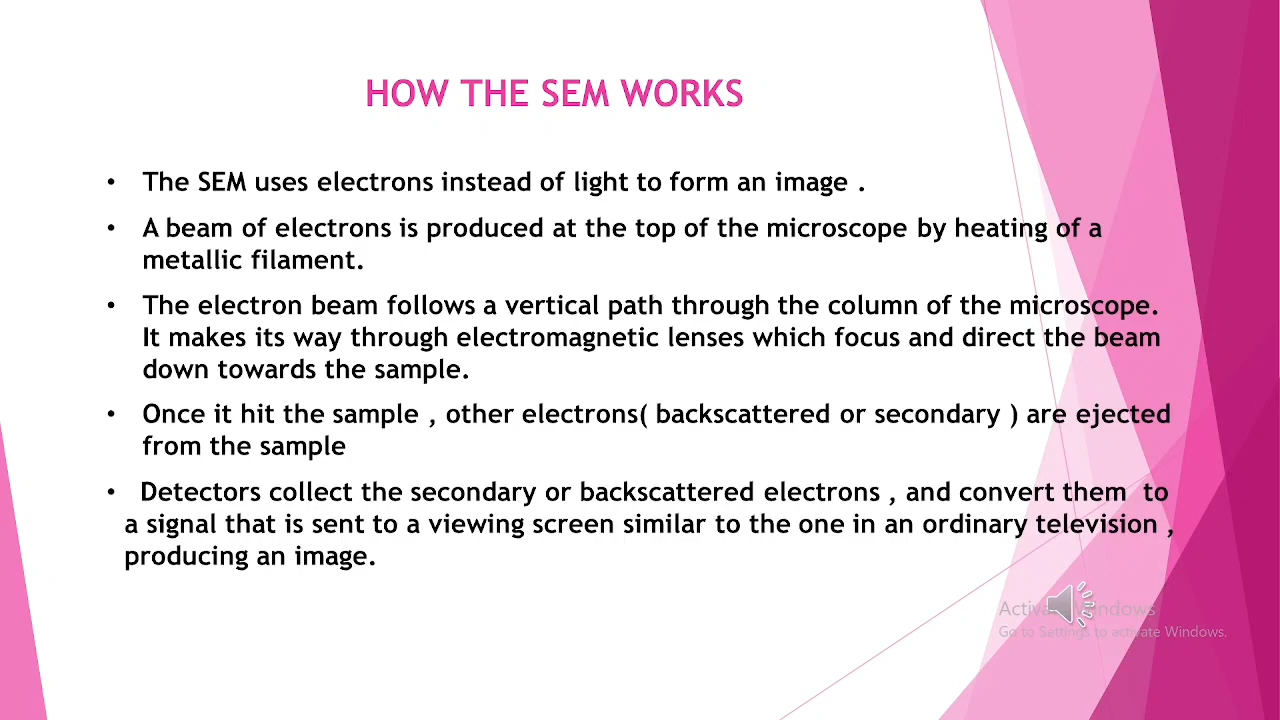 HOW THE SEM WORKS
• The SEM uses electrons instead of light to form an image .
• A beam of electrons is produced at the top of the microscope by heating of a
metallic filament.
• The electron beam follows a vertical path through the column of the microscope.
It makes its way through electromagnetic lenses which focus and direct the beam
down towards the sample.
• Once it hit the sample , other electrons( backscattered or secondary ) are ejected
from the sample
• Detectors collect the secondary or backscattered electrons , and convert them  to
a signal that is sent to a viewing screen similar to the one in an ordinary television ,
producing an image.
Activate Windows
Go to Settings to activate Windows.